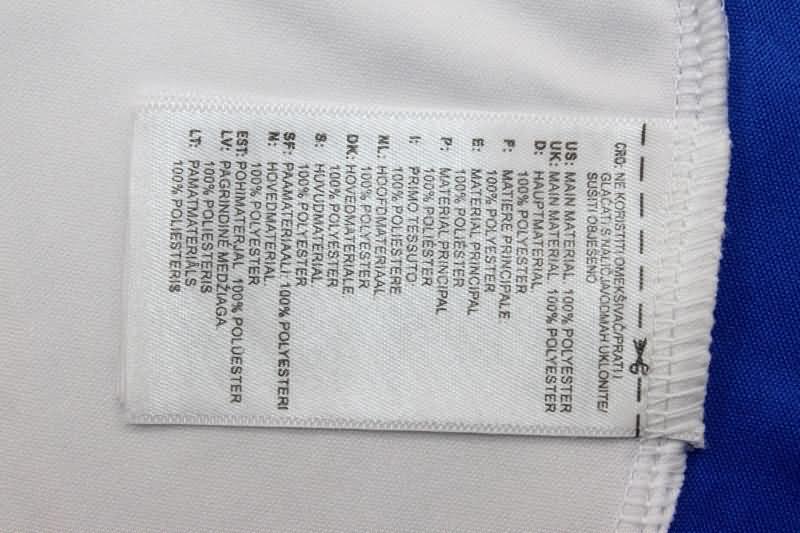 CRO: NE KORISTITI OMEKŠIVAČ/PRATI I
GLAČATI S NALIČJA/ODMAH UKLONITE/
SUŠITI OBJEŠENO
US: MAIN MATERIAL 100% POLYESTER
UK: MAIN MATERIAL 100% POLYESTER
D: HAUPTMATERIAL
100% POLYESTER
F: MATIERE PRINCIPALE:
100% POLYESTER
E: MATERIAL PRINCIPAL
100% POLIÉSTER
P: MATERIAL PRINCIPAL
100% POLIÉSTER
I: PRIMO TESSUTO:
100% POLIESTERE
NL: HOOFDMATERIAAL
100% POLYESTER
DK: HOVEDMATERIALE
100% POLYESTER
S: HUVUDMATERIAL
100% POLYESTER
SF: PÄÄMATERIAALI: 100% POLYESTERI
N: HOVEDMATERIAL
100% POLYESTER
EST: POHIMATERJAL 100% POLÜESTER
LV: PAGRINDINĖ MEDŽIAGA
100% POLIESTERIS
LT: PAMATMATERIĀLS
100% POLIESTERIS